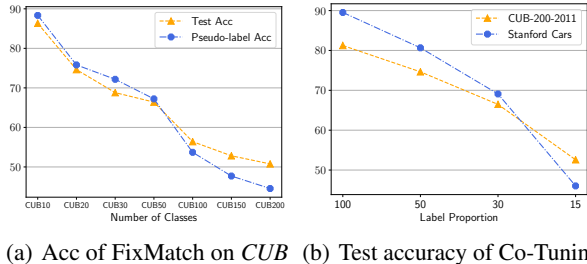 90
80
70
60
50
Test Acc
Pseudo-label Acc
CUB10 CUB20 CUB30 CUB50 CUB100 CUB150 CUB200
Number of Classes
(a) Acc of FixMatch on CUB
90
80
70
60
50
CUB-200-2011
Stanford Cars
100 50 30 15
Label Proportion
(b) Test accuracy of Co-Tunin